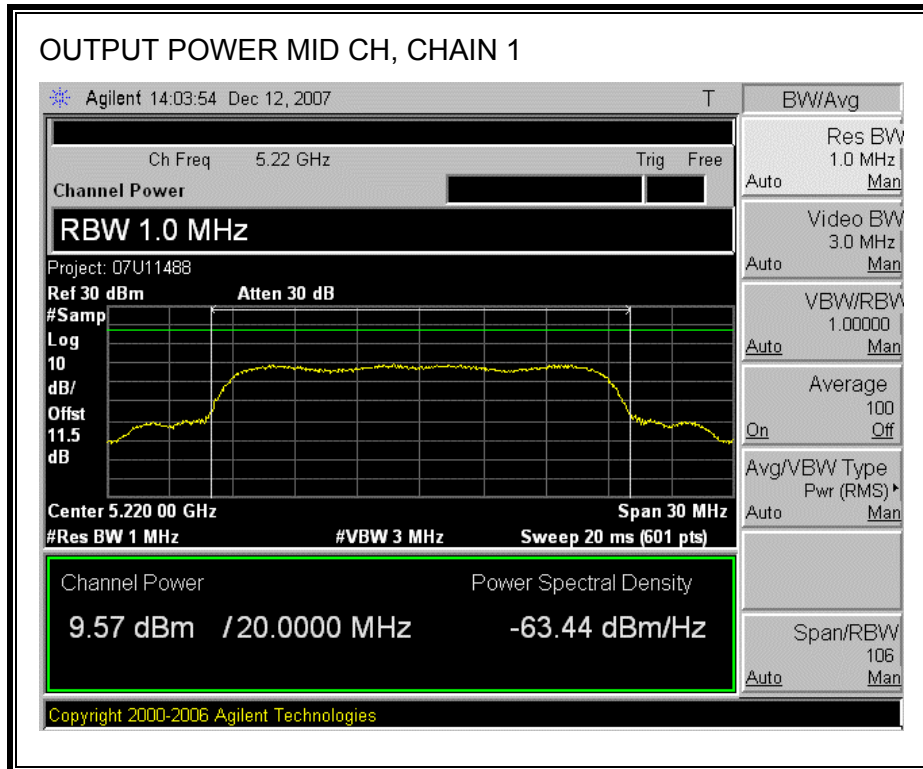 OUTPUT POWER MID CH, CHAIN 1
Agilent 14:03:54 Dec 12, 2007 T
BW/Avg
Ch Freq 5.22 GHz Trig Free
Channel Power
RBW 1.0 MHz
Project: 07U11488
Ref 30 dBm Atten 30 dB
#Samp
Log
10
dB/
Offst
11.5
dB
Center 5.220 00 GHz Span 30 MHz
#Res BW 1 MHz #VBW 3 MHz Sweep 20 ms (601 pts)
Channel Power Power Spectral Density
9.57 dBm /20.0000 MHz -63.44 dBm/Hz
Copyright 2000-2006 Agilent Technologies
Res BW
1.0 MHz
Auto Man
Video BW
3.0 MHz
Auto Man
VBW/RBW
1.00000
Auto Man
Average
100
On Off
Avg/VBW Type
Pwr (RMS)
Auto Man
Span/RBW
106
Auto Man